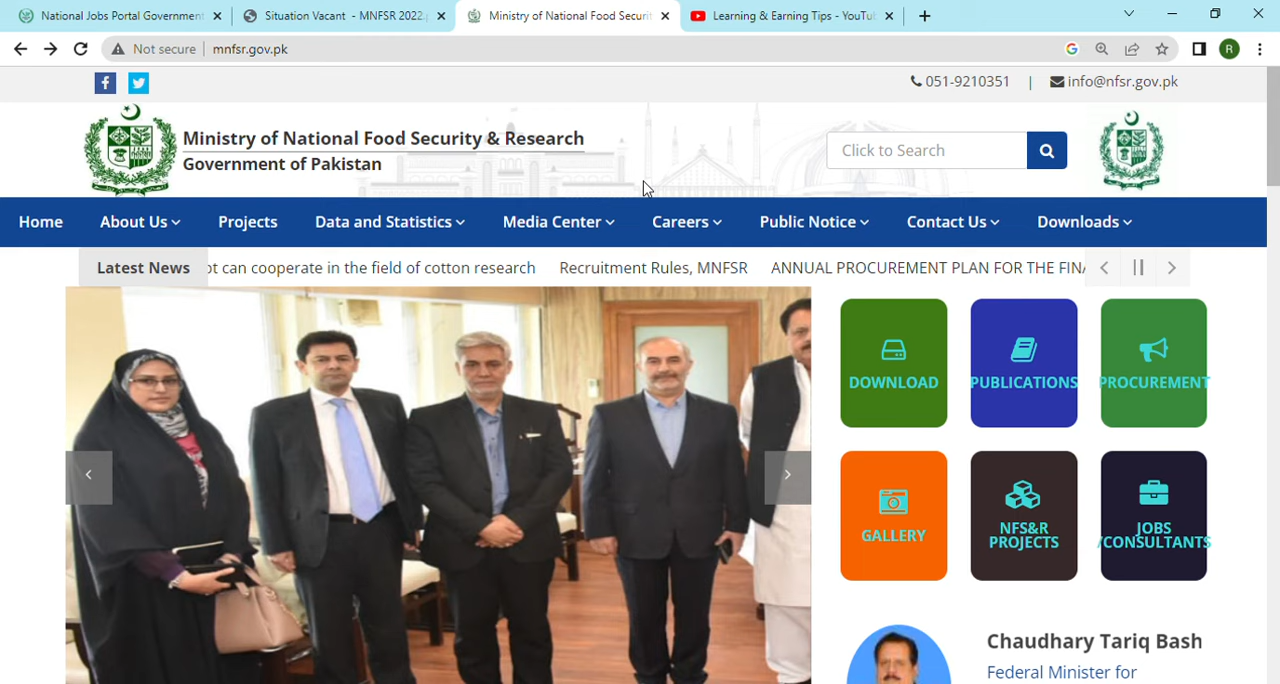 National Jobs Portal Government
Situation Vacant - MNFSR 2022.
Ministry of National Food Securit
Learning & Earning Tips - YouTu
Not secure
mnfsr.gov.pk
R
f
051-9210351 | info@nfsr.gov.pk
Ministry of National Food Security & Research
Government of Pakistan
Click to Search
Home
About Us
Projects
Data and Statistics
Media Center
Careers
Public Notice
Contact Us
Downloads
Latest News
ot can cooperate in the field of cotton research
Recruitment Rules, MNFSR
ANNUAL PROCUREMENT PLAN FOR THE FINA
DOWNLOAD
PUBLICATIONS
PROCUREMENT
GALLERY
NFS&R
PROJECTS
JOBS
/CONSULTANTS
Chaudhary Tariq Bash
Federal Minister for